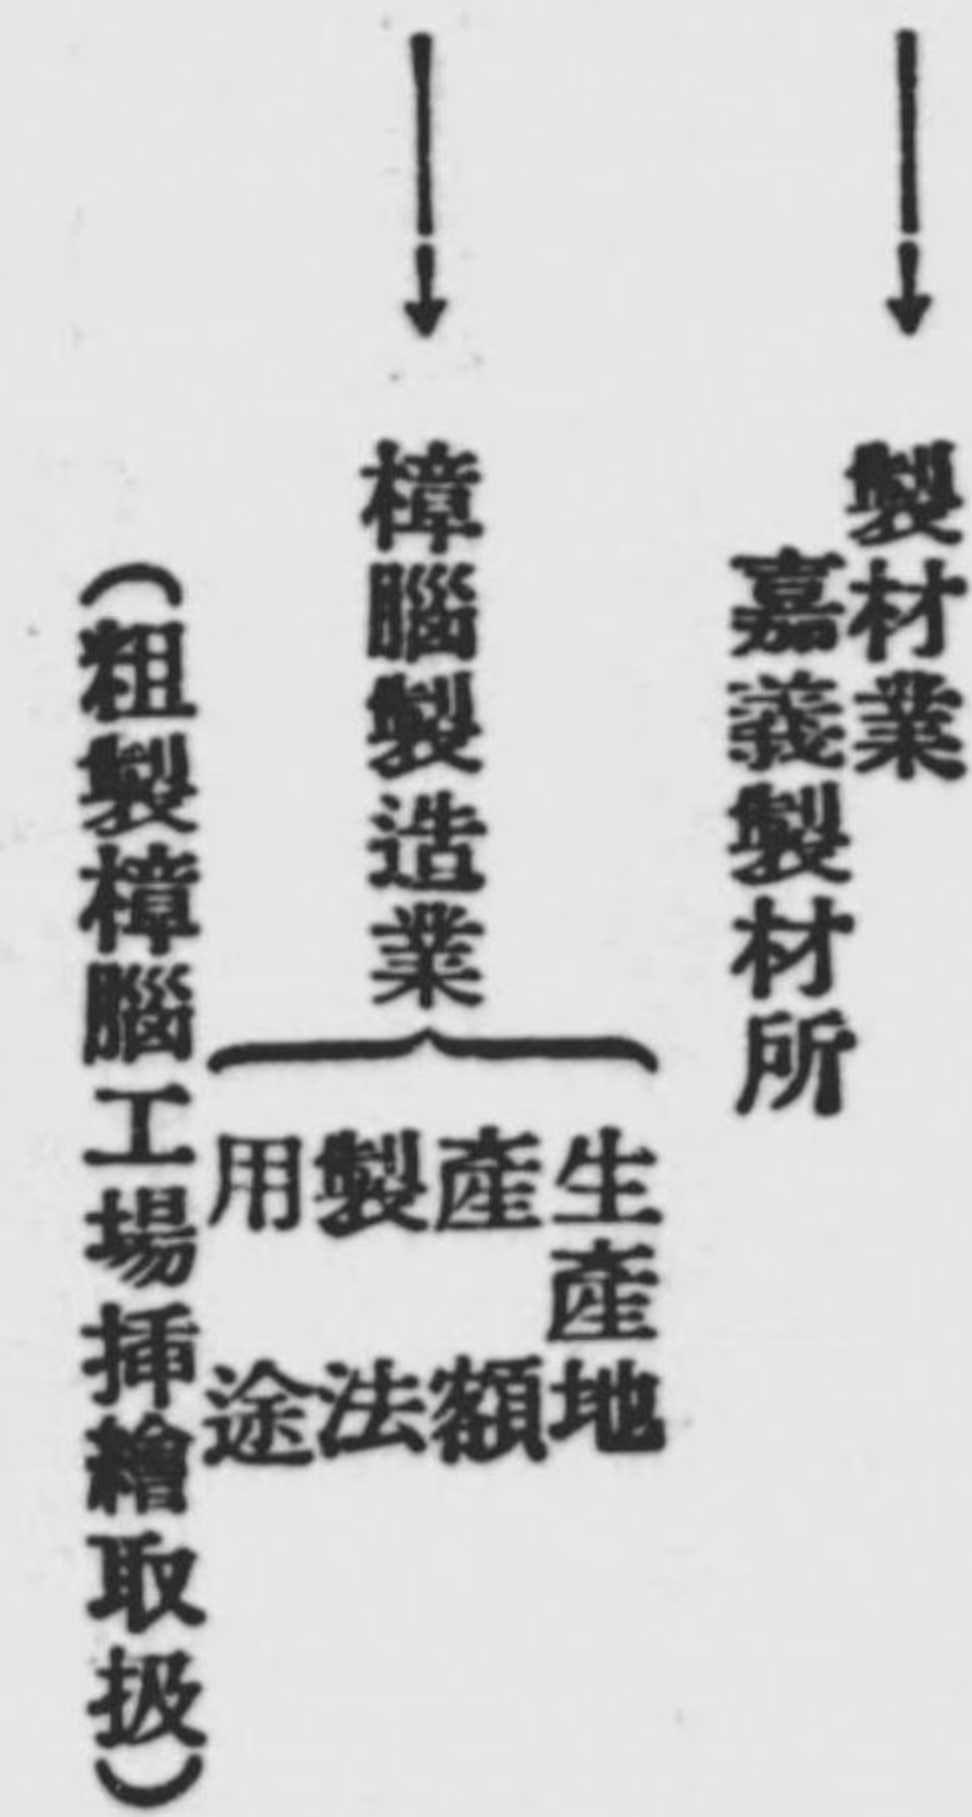 製材業
嘉義製材所
樟腦製造業
生產地
產額
製法
用途
(粗製樟腦工場挿繪取扱)